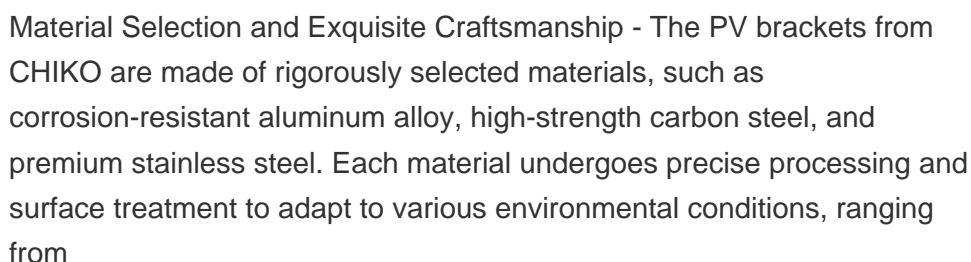 Material Selection and Exquisite Craftsmanship - The PV brackets from
CHIKO are made of rigorously selected materials, such as
corrosion-resistant aluminum alloy, high-strength carbon steel, and
premium stainless steel. Each material undergoes precise processing and
surface treatment to adapt to various environmental conditions, ranging
from